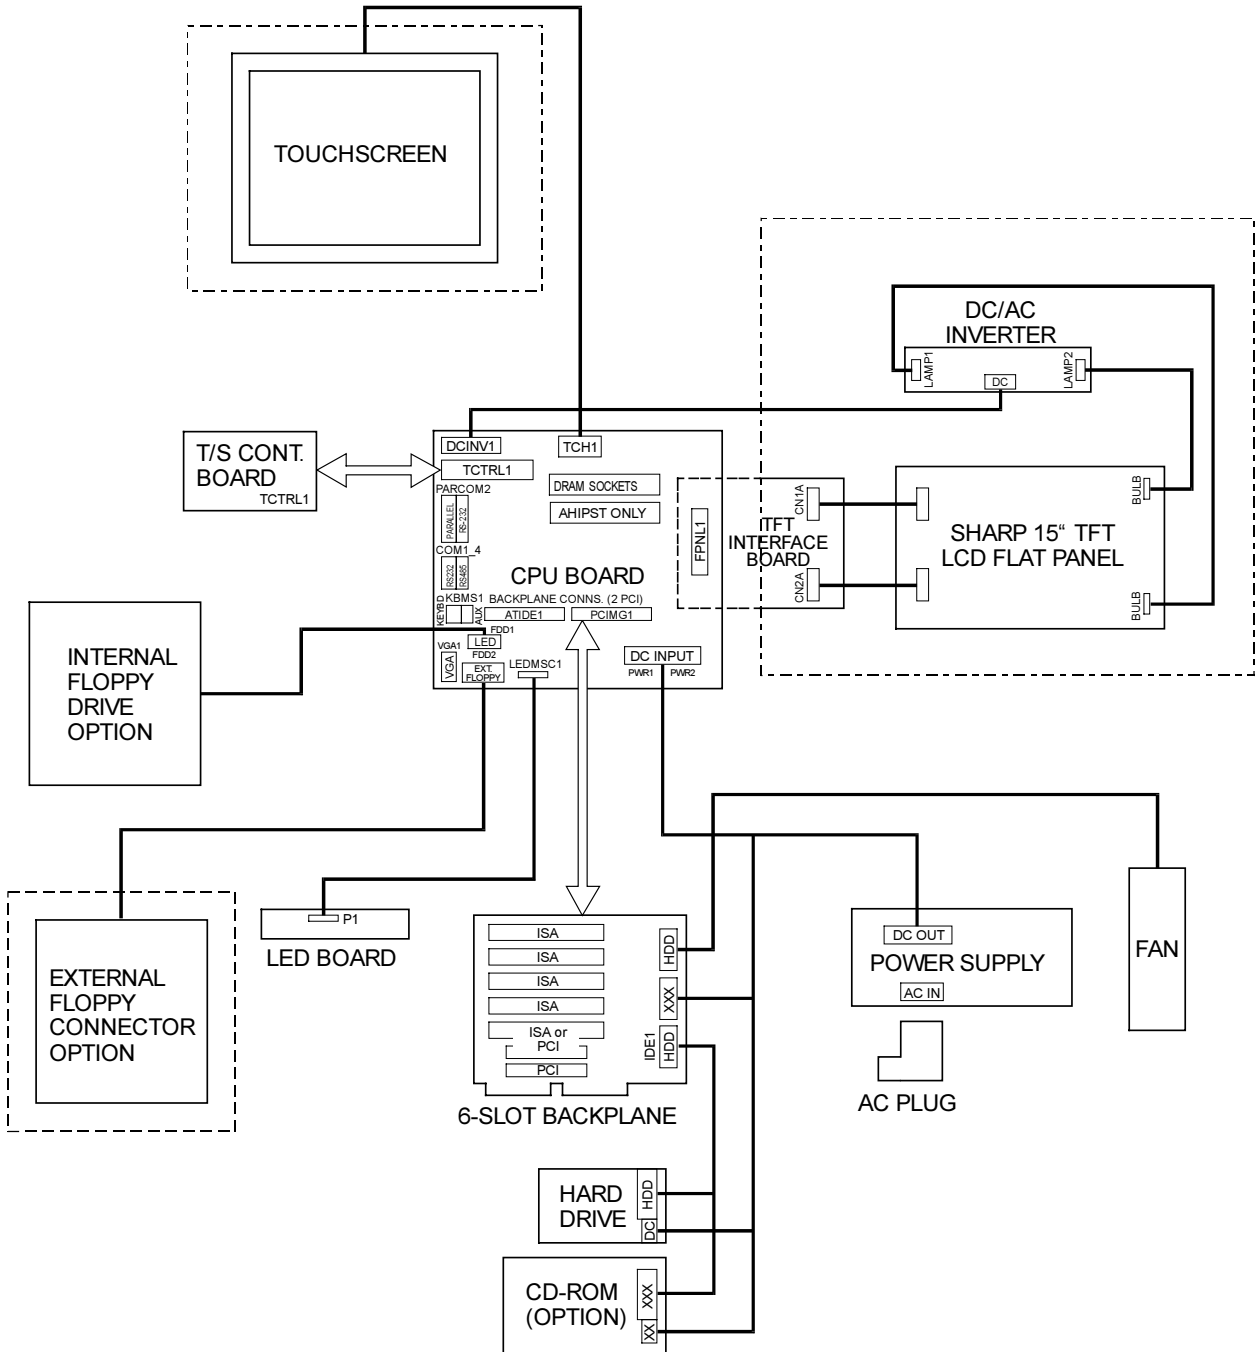 TOUCHSCREEN
DC/AC
INVERTER
LAMP1
DC
LAMP2
T/S CONT.
BOARD
TCTRL1
DCINV1
TCH1
TCTRL1
PARCOM2
PARALLEL
RS-232
DRAM SOCKETS
AHIPST ONLY
COM1_4
RS232
RS485
CPU BOARD
KEYBD
KBMS1
AUX
BACKPLANE CONNS. (2 PCI)
ATIDE1
PCIMG1
FDD1
LED
FDD2
VGA1
VGA
EXT.
FLOPPY
LEDMSC1
DC INPUT
PWR1
PWR2
FPNL1
TFT
INTERFACE
BOARD
CN1A
CN2A
SHARP 15“ TFT
LCD FLAT PANEL
BULB
BULB
INTERNAL
FLOPPY
DRIVE
OPTION
EXTERNAL
FLOPPY
CONNECTOR
OPTION
P1
LED BOARD
ISA
ISA
ISA
ISA
ISA or
PCI
PCI
HDD
XXX
IDE1
HDD
6-SLOT BACKPLANE
DC OUT
POWER SUPPLY
AC IN
AC PLUG
FAN
HARD
DRIVE
HDD
DC
CD-ROM
(OPTION)
XXX
XX